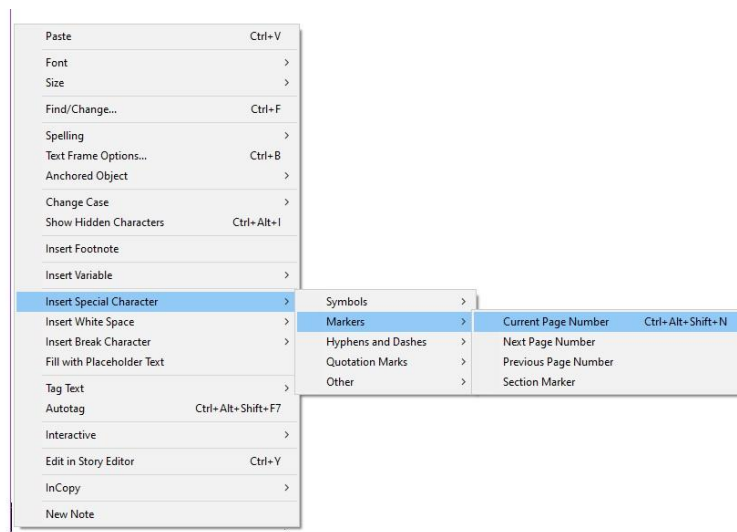 Paste Ctrl+V
Font >
Size >
Find/Change... Ctrl+F
Spelling >
Text Frame Options... Ctrl+B
Anchored Object >
Change Case >
Show Hidden Characters Ctrl+Alt+I
Insert Footnote
Insert Variable >
Insert Special Character >
Insert White Space >
Insert Break Character >
Fill with Placeholder Text
Tag Text >
Autotag Ctrl+Alt+Shift+F7
Interactive >
Edit in Story Editor Ctrl+Y
InCopy >
New Note
Symbols >
Markers >
Hyphens and Dashes >
Quotation Marks >
Other >
Current Page Number Ctrl+Alt+Shift+N
Next Page Number
Previous Page Number
Section Marker